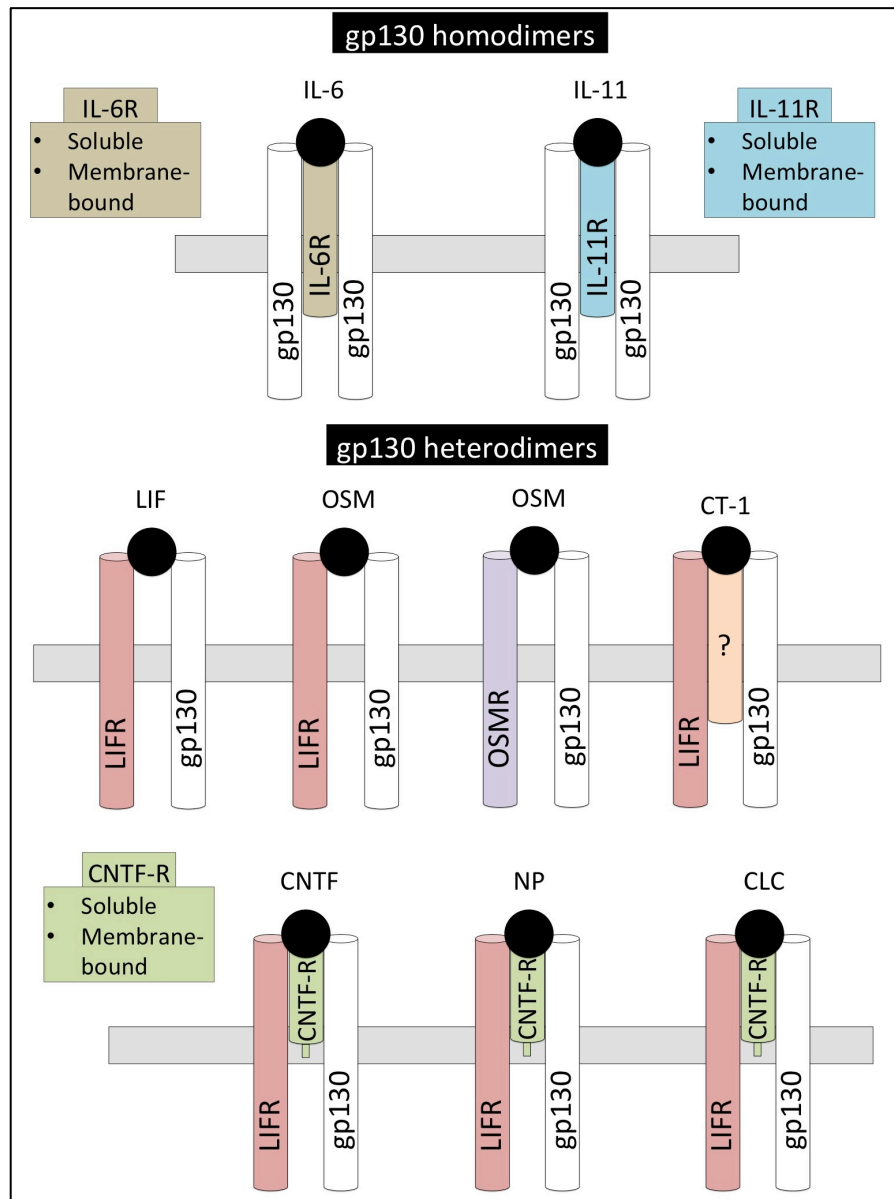 gp130 homodimers
IL-6R
• Soluble
• Membrane-
bound
IL-6
IL-11
IL-11R
• Soluble
• Membrane-
bound
gp130
IL-6R
gp130
gp130
IL-11R
gp130
gp130 heterodimers
LIF
OSM
OSM
CT-1
LIFR
gp130
LIFR
gp130
OSMR
gp130
LIFR
?
gp130
CNTF-R
• Soluble
• Membrane-
bound
CNTF
NP
CLC
LIFR
CNTF-R
gp130
LIFR
CNTF-R
gp130
LIFR
CNTF-R
gp130